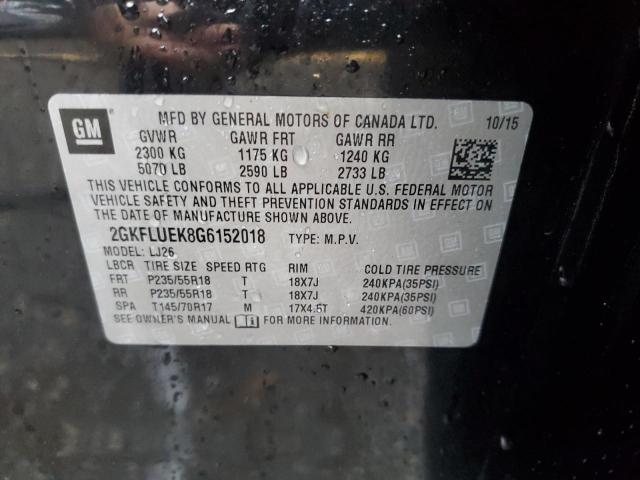 GM
MFD BY GENERAL MOTORS OF CANADA LTD. 10/15
GVWR GAWR FRT GAWR RR
2300 KG 1175 KG 1240 KG
5070 LB 2590 LB 2733 LB
THIS VEHICLE CONFORMS TO ALL APPLICABLE U.S. FEDERAL MOTOR
VEHICLE SAFETY AND THEFT PREVENTION STANDARDS IN EFFECT ON
THE DATE OF MANUFACTURE SHOWN ABOVE.
2GKFLUEK8G6152018 TYPE: M.P.V.
MODEL: LJ26
LBCR TIRE SIZE SPEED RTG RIM COLD TIRE PRESSURE
FRT P235/55R18 T 18X7J 240KPA(35PSI)
RR P235/55R18 T 18X7J 240KPA(35PSI)
SPA T145/70R17 M 17X4.5T 420KPA(60PSI)
SEE OWNER'S MANUAL FOR MORE INFORMATION.